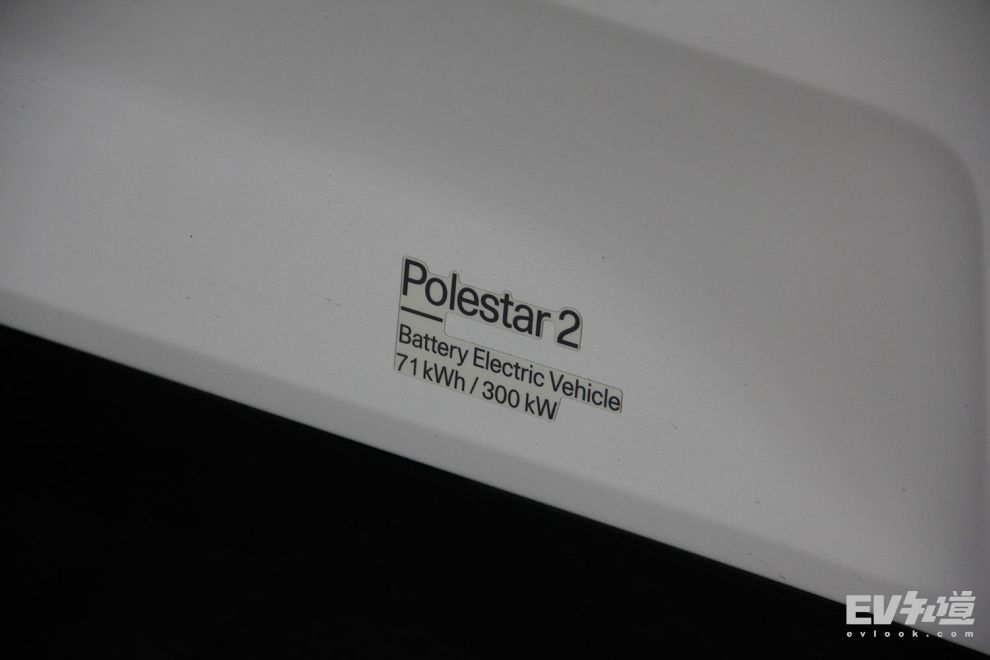 Polestar 2
Battery Electric Vehicle
71 kWh / 300 kW
EV知道
evlook.com